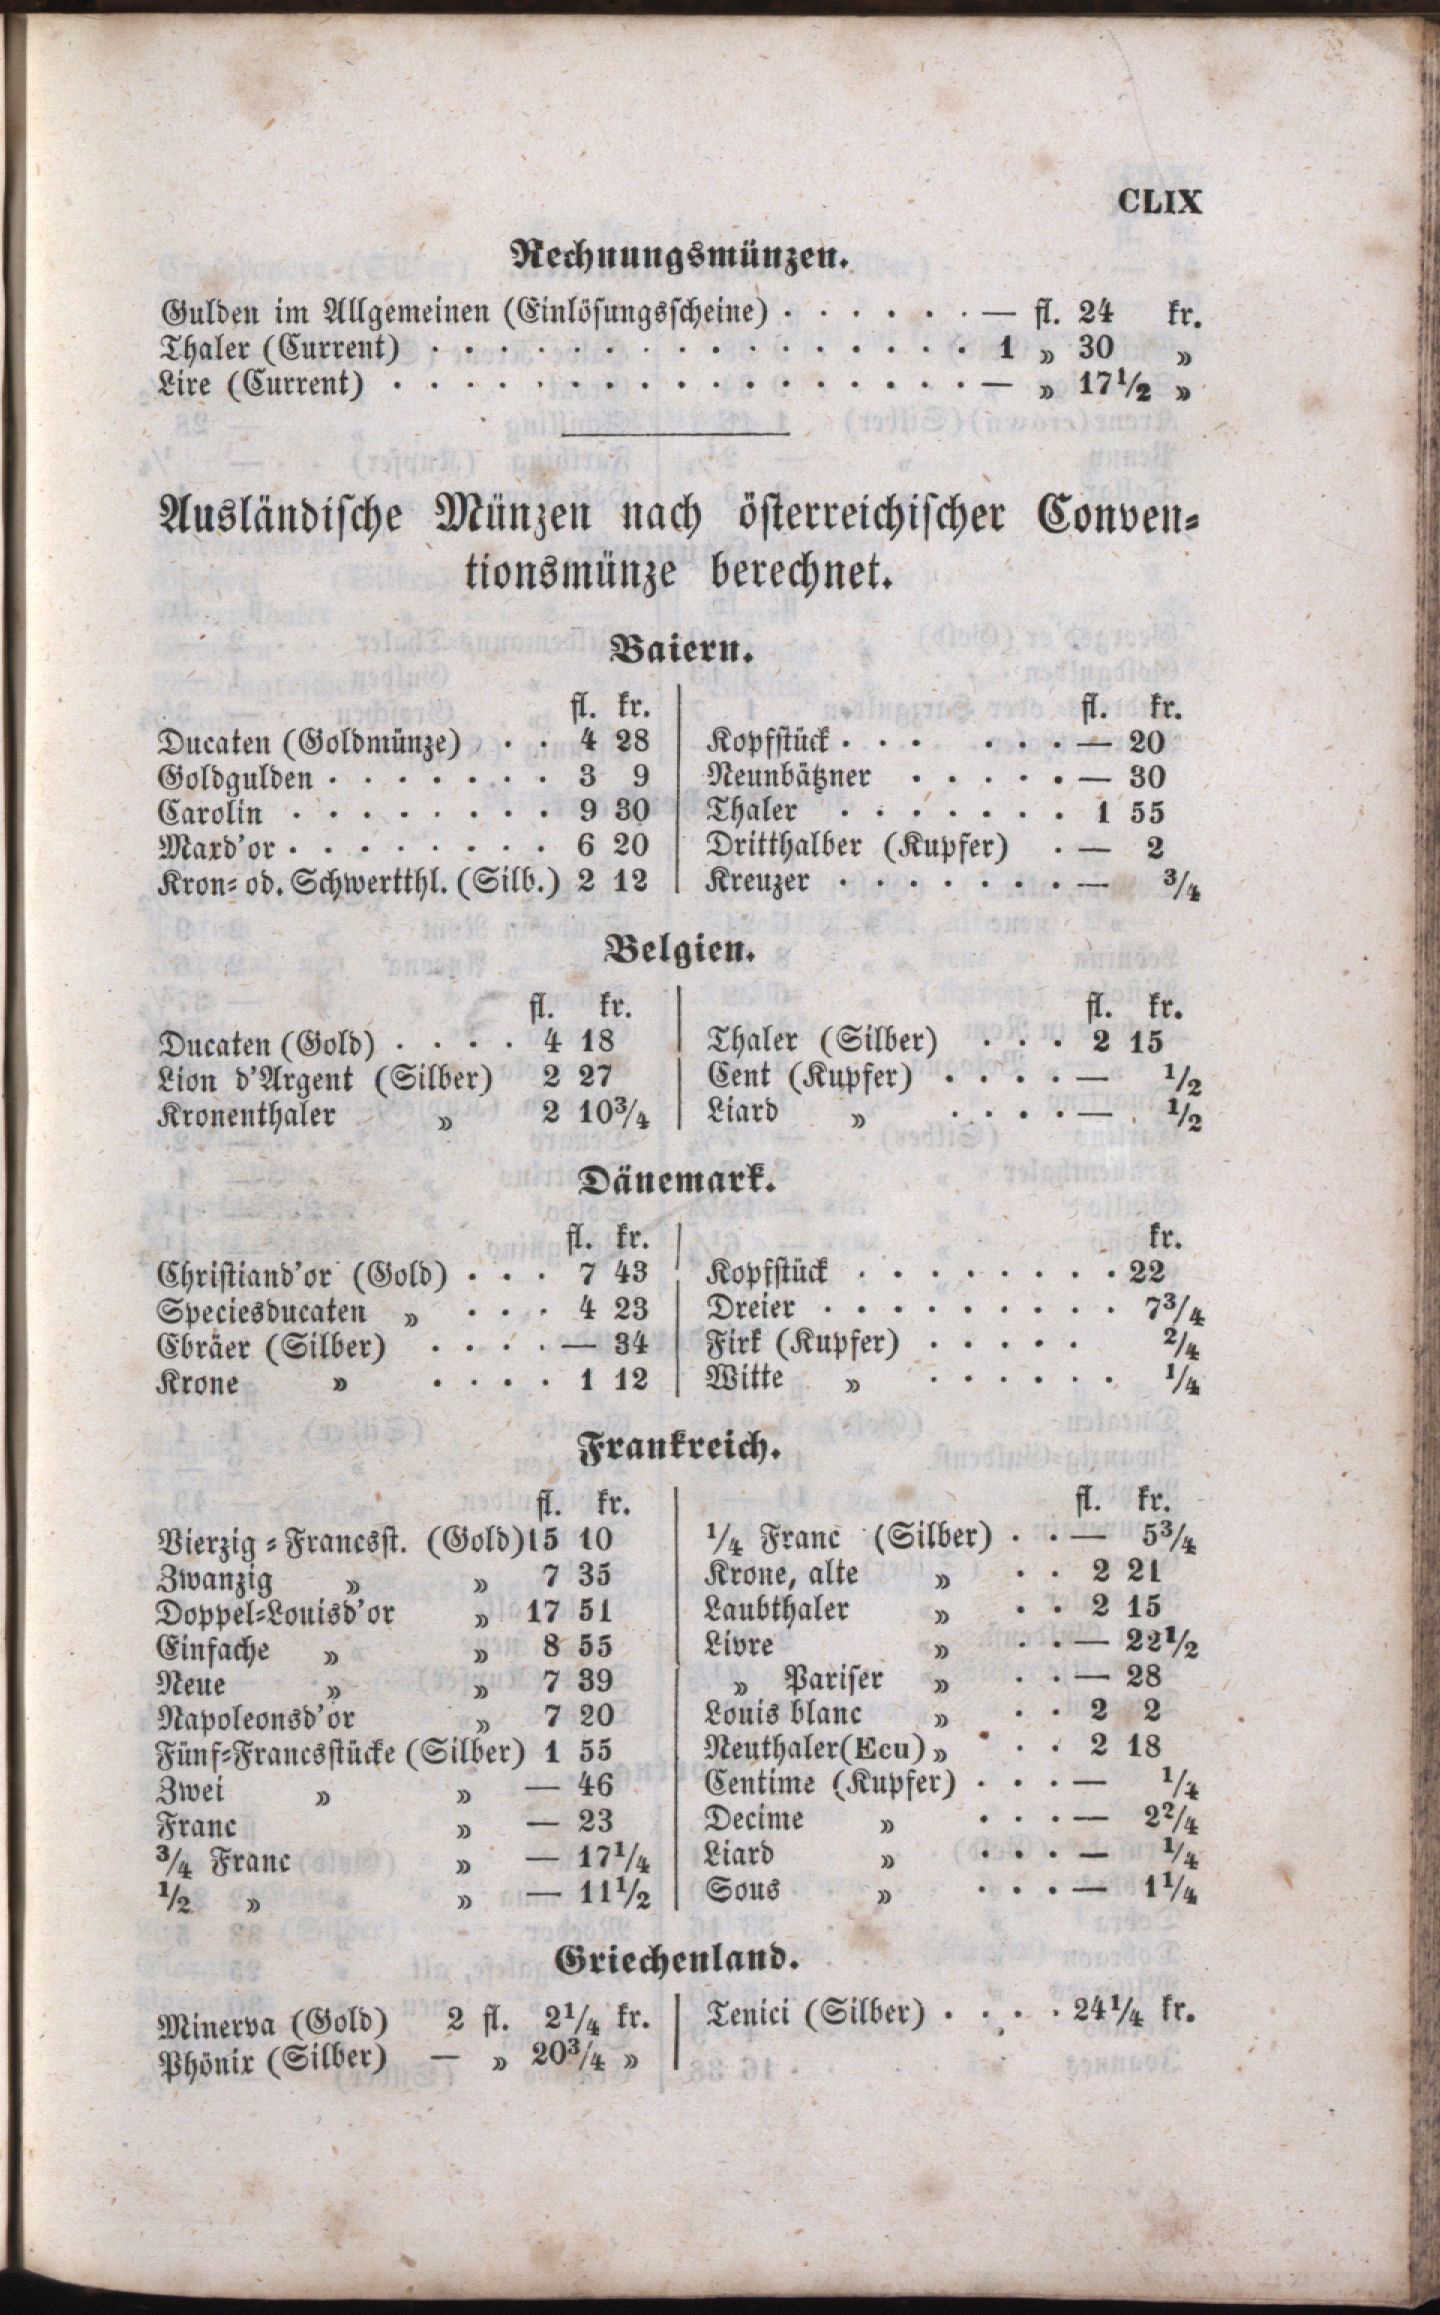 CLIX
Rechnungsmünzen.
Gulden im Allgemeinen (Einlösungsscheine) · · · · · · — fl. 24 kr.
Thaler (Current) · · · · · · · · · · · · · · · · 1 » 30 »
Lire (Current) · · · · · · · · · · · · · · · · · — » 17½ »
Ausländische Münzen nach österreichischer Conven-
tionsmünze berechnet.
Baiern.
fl. kr.
Ducaten (Goldmünze) · · · 4 28
Goldgulden · · · · · · · 3 9
Carolin · · · · · · · · 9 30
Maxd'or · · · · · · · · 6 20
Kron- od. Schwertthl. (Silb.) 2 12
fl. kr.
Kopfstück · · · · · · · — 20
Neunbätzner · · · · · — 30
Thaler · · · · · · · 1 55
Dritthalber (Kupfer) · — 2
Kreuzer · · · · · · · — ¾
Belgien.
fl. kr.
Ducaten (Gold) · · · · 4 18
Lion d'Argent (Silber) 2 27
Kronenthaler » 2 10¾
fl. kr.
Thaler (Silber) · · · 2 15
Cent (Kupfer) · · · · — ½
Liard » · · · · — ½
Dänemark.
fl. kr.
Christiand'or (Gold) · · · 7 43
Speciesducaten » · · · 4 23
Ebräer (Silber) · · · · — 34
Krone » · · · · 1 12
kr.
Kopfstück · · · · · · · · 22
Dreier · · · · · · · · · 7¾
Firk (Kupfer) · · · · · 2/4
Witte » · · · · · · ¼
Frankreich.
fl. kr.
Vierzig-Francsst. (Gold) 15 10
Zwanzig » » 7 35
Doppel-Louisd'or » 17 51
Einfache » » 8 55
Neue » » 7 39
Napoleonsd'or » 7 20
Fünf-Francsstücke (Silber) 1 55
Zwei » » — 46
Franc » — 23
¾ Franc » — 17¼
½ » » — 11½
fl. kr.
¼ Franc (Silber) · · — 5¾
Krone, alte » · · 2 21
Laubthaler » · · 2 15
Livre » · · — 22½
» Pariser » · · — 28
Louis blanc » · · 2 2
Neuthaler (Ecu) » · · 2 18
Centime (Kupfer) · · · — ¼
Decime » · · · — 2 2/4
Liard » · · · — ¼
Sous » · · · — 1¼
Griechenland.
Minerva (Gold) 2 fl. 2¼ kr.
Phönix (Silber) — » 20¾ »
Tenici (Silber) · · · · 24¼ kr.